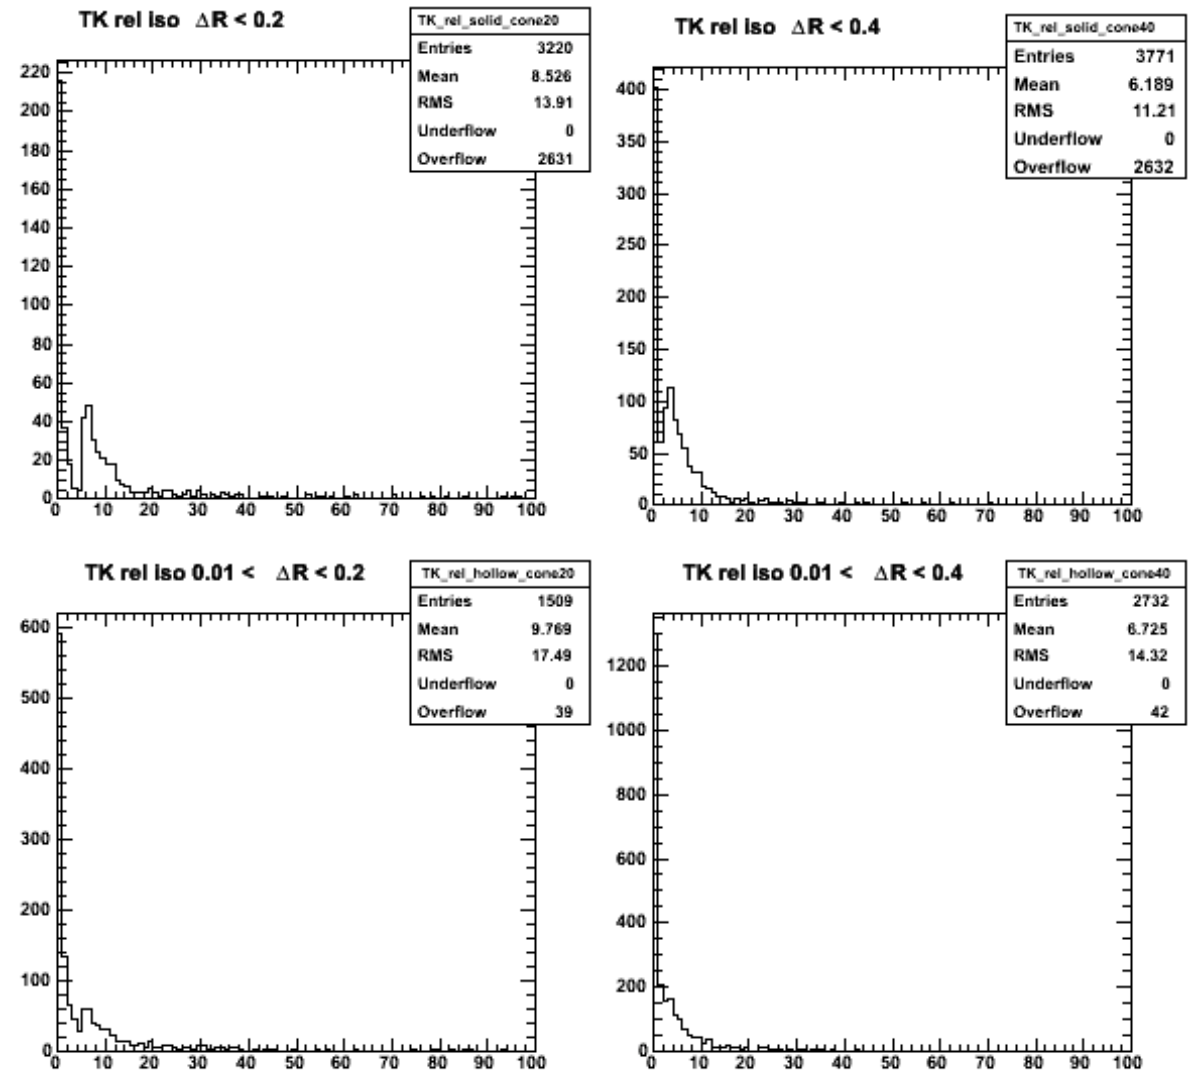 TK rel iso ΔR < 0.2
TK_rel_solid_cone20
Entries 3220
Mean 8.526
RMS 13.91
Underflow 0
Overflow 2631
220
200
180
160
140
120
100
80
60
40
20
0
0 10 20 30 40 50 60 70 80 90 100
TK rel iso ΔR < 0.4
TK_rel_solid_cone40
Entries 3771
Mean 6.189
RMS 11.21
Underflow 0
Overflow 2632
400
350
300
250
200
150
100
50
0
0 10 20 30 40 50 60 70 80 90 100
TK rel iso 0.01 < ΔR < 0.2
TK_rel_hollow_cone20
Entries 1509
Mean 9.769
RMS 17.49
Underflow 0
Overflow 39
600
500
400
300
200
100
0
0 10 20 30 40 50 60 70 80 90 100
TK rel iso 0.01 < ΔR < 0.4
TK_rel_hollow_cone40
Entries 2732
Mean 6.725
RMS 14.32
Underflow 0
Overflow 42
1200
1000
800
600
400
200
0
0 10 20 30 40 50 60 70 80 90 100